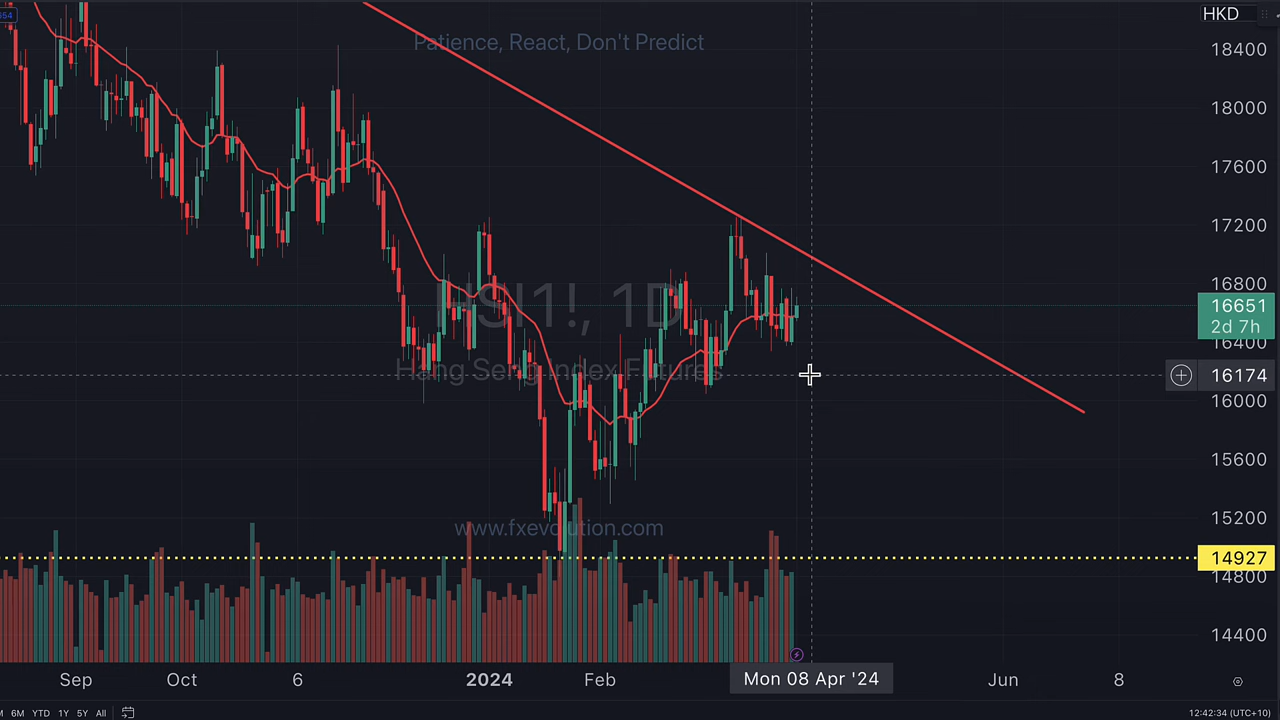 HKD
654
Patience, React, Don't Predict
18400
18000
17600
17200
16800
HSI1!, 1D
16651
2d 7h
16400
Hang Seng Index Futures
16174
16000
15600
15200
www.fxevolution.com
14927
14800
14400
Sep Oct 6 2024 Feb Mon 08 Apr '24 Jun 8
M 6M YTD 1Y 5Y All
12:42:34 (UTC+10)